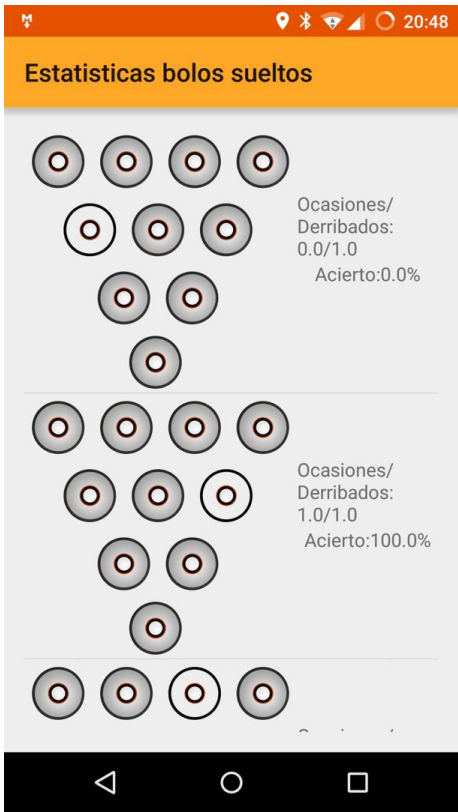 20:48
Estatisticas bolos sueltos
Ocasiones/
Derribados:
0.0/1.0
Acierto:0.0%
Ocasiones/
Derribados:
1.0/1.0
Acierto:100.0%